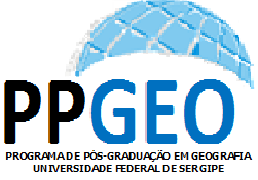 PPGEO
PROGRAMA DE PÓS-GRADUAÇÃO EM GEOGRAFIA
UNIVERSIDADE FEDERAL DE SERGIPE